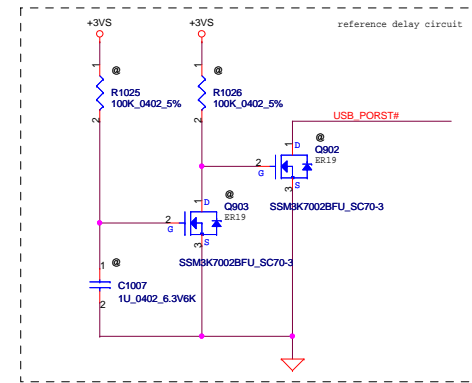 +3VS
+3VS
reference delay circuit
1
@
R1025
100K_0402_5%
2
1
@
R1026
100K_0402_5%
2
USB_PORST#
1
D
@
Q902
ER19
2
G
3
S
SSM3K7002BFU_SC70-3
1
D
@
Q903
ER19
2
G
3
S
SSM3K7002BFU_SC70-3
1
@
C1007
1U_0402_6.3V6K
2